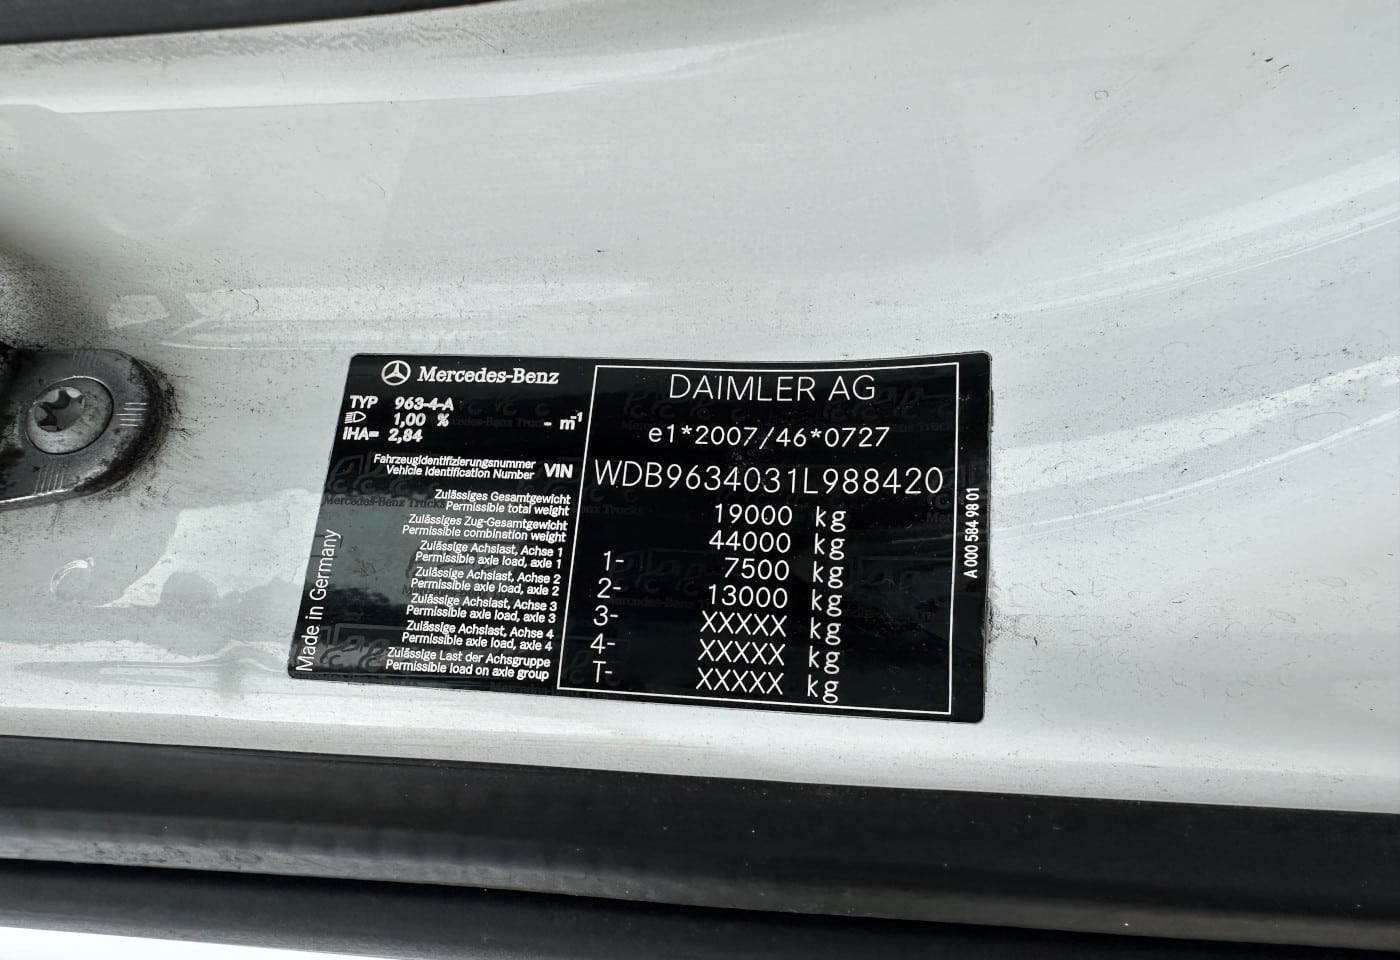 Mercedes-Benz
TYP 963-4-A
1,00 % - m⁻¹
iHA= 2,84
Fahrzeugidentifizierungsnummer
Vehicle Identification Number VIN
Zulässiges Gesamtgewicht
Permissible total weight
Zulässiges Zug-Gesamtgewicht
Permissible combination weight
Zulässige Achslast, Achse 1
Permissible axle load, axle 1
Zulässige Achslast, Achse 2
Permissible axle load, axle 2
Zulässige Achslast, Achse 3
Permissible axle load, axle 3
Zulässige Achslast, Achse 4
Permissible axle load, axle 4
Zulässige Last der Achsgruppe
Permissible load on axle group
Made in Germany
DAIMLER AG
e1*2007/46*0727
WDB9634031L988420
19000 kg
44000 kg
1- 7500 kg
2- 13000 kg
3- XXXXX kg
4- XXXXX kg
T- XXXXX kg
A 000 584 98 01